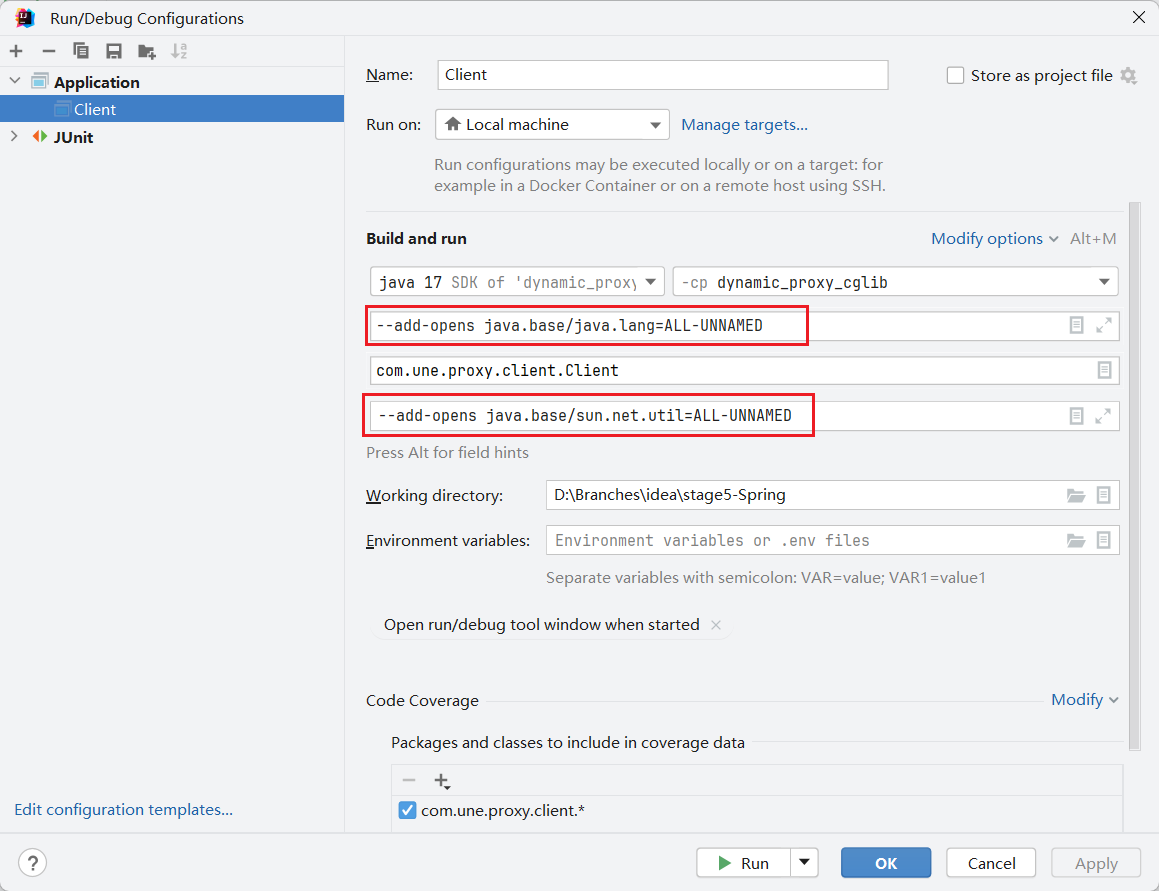 Run/Debug Configurations
Application
Client
JUnit
Edit configuration templates...
Name:
Client
Store as project file
Run on:
Local machine
Manage targets...
Run configurations may be executed locally or on a target: for
example in a Docker Container or on a remote host using SSH.
Build and run
Modify options
Alt+M
java 17 SDK of 'dynamic_proxy
-cp dynamic_proxy_cglib
--add-opens java.base/java.lang=ALL-UNNAMED
com.une.proxy.client.Client
--add-opens java.base/sun.net.util=ALL-UNNAMED
Press Alt for field hints
Working directory:
D:\Branches\idea\stage5-Spring
Environment variables:
Environment variables or .env files
Separate variables with semicolon: VAR=value; VAR1=value1
Open run/debug tool window when started
Code Coverage
Modify
Packages and classes to include in coverage data
com.une.proxy.client.*
?
Run
OK
Cancel
Apply